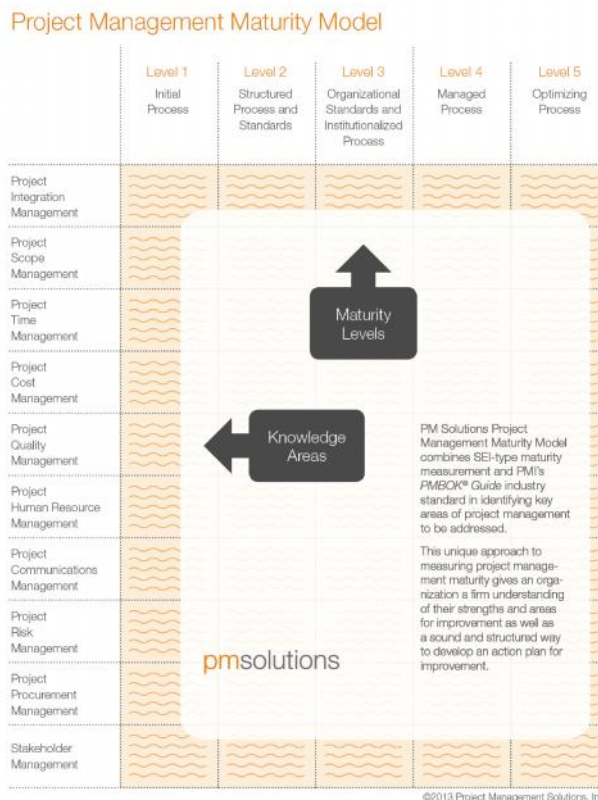 Project Management Maturity Model
Level 1
Initial
Process
Level 2
Structured
Process and
Standards
Level 3
Organizational
Standards and
Institutionalized
Process
Level 4
Managed
Process
Level 5
Optimizing
Process
Project
Integration
Management
Project
Scope
Management
Project
Time
Management
Project
Cost
Management
Project
Quality
Management
Project
Human Resource
Management
Project
Communications
Management
Project
Risk
Management
Project
Procurement
Management
Stakeholder
Management
Maturity
Levels
Knowledge
Areas
PM Solutions Project
Management Maturity Model
combines SEI-type maturity
measurement and PMI's
PMBOK® Guide industry
standard in identifying key
areas of project management
to be addressed.
This unique approach to
measuring project manage-
ment maturity gives an orga-
nization a firm understanding
of their strengths and areas
for improvement as well as
a sound and structured way
to develop an action plan for
improvement.
pmsolutions
©2013 Project Management Solutions, In